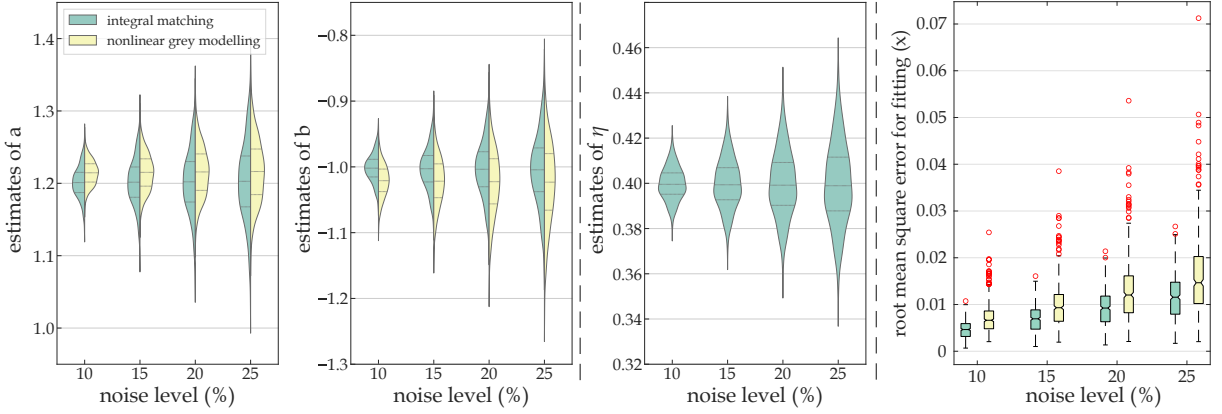 integral matching
nonlinear grey modelling
estimates of a
1.4
1.3
1.2
1.1
1.0
10 15 20 25
noise level (%)
estimates of b
−0.8
−0.9
−1.0
−1.1
−1.2
−1.3
10 15 20 25
noise level (%)
estimates of η
0.46
0.44
0.42
0.40
0.38
0.36
0.34
0.32
10 15 20 25
noise level (%)
root mean square error for fitting (x)
0.07
0.06
0.05
0.04
0.03
0.02
0.01
0
10 15 20 25
noise level (%)